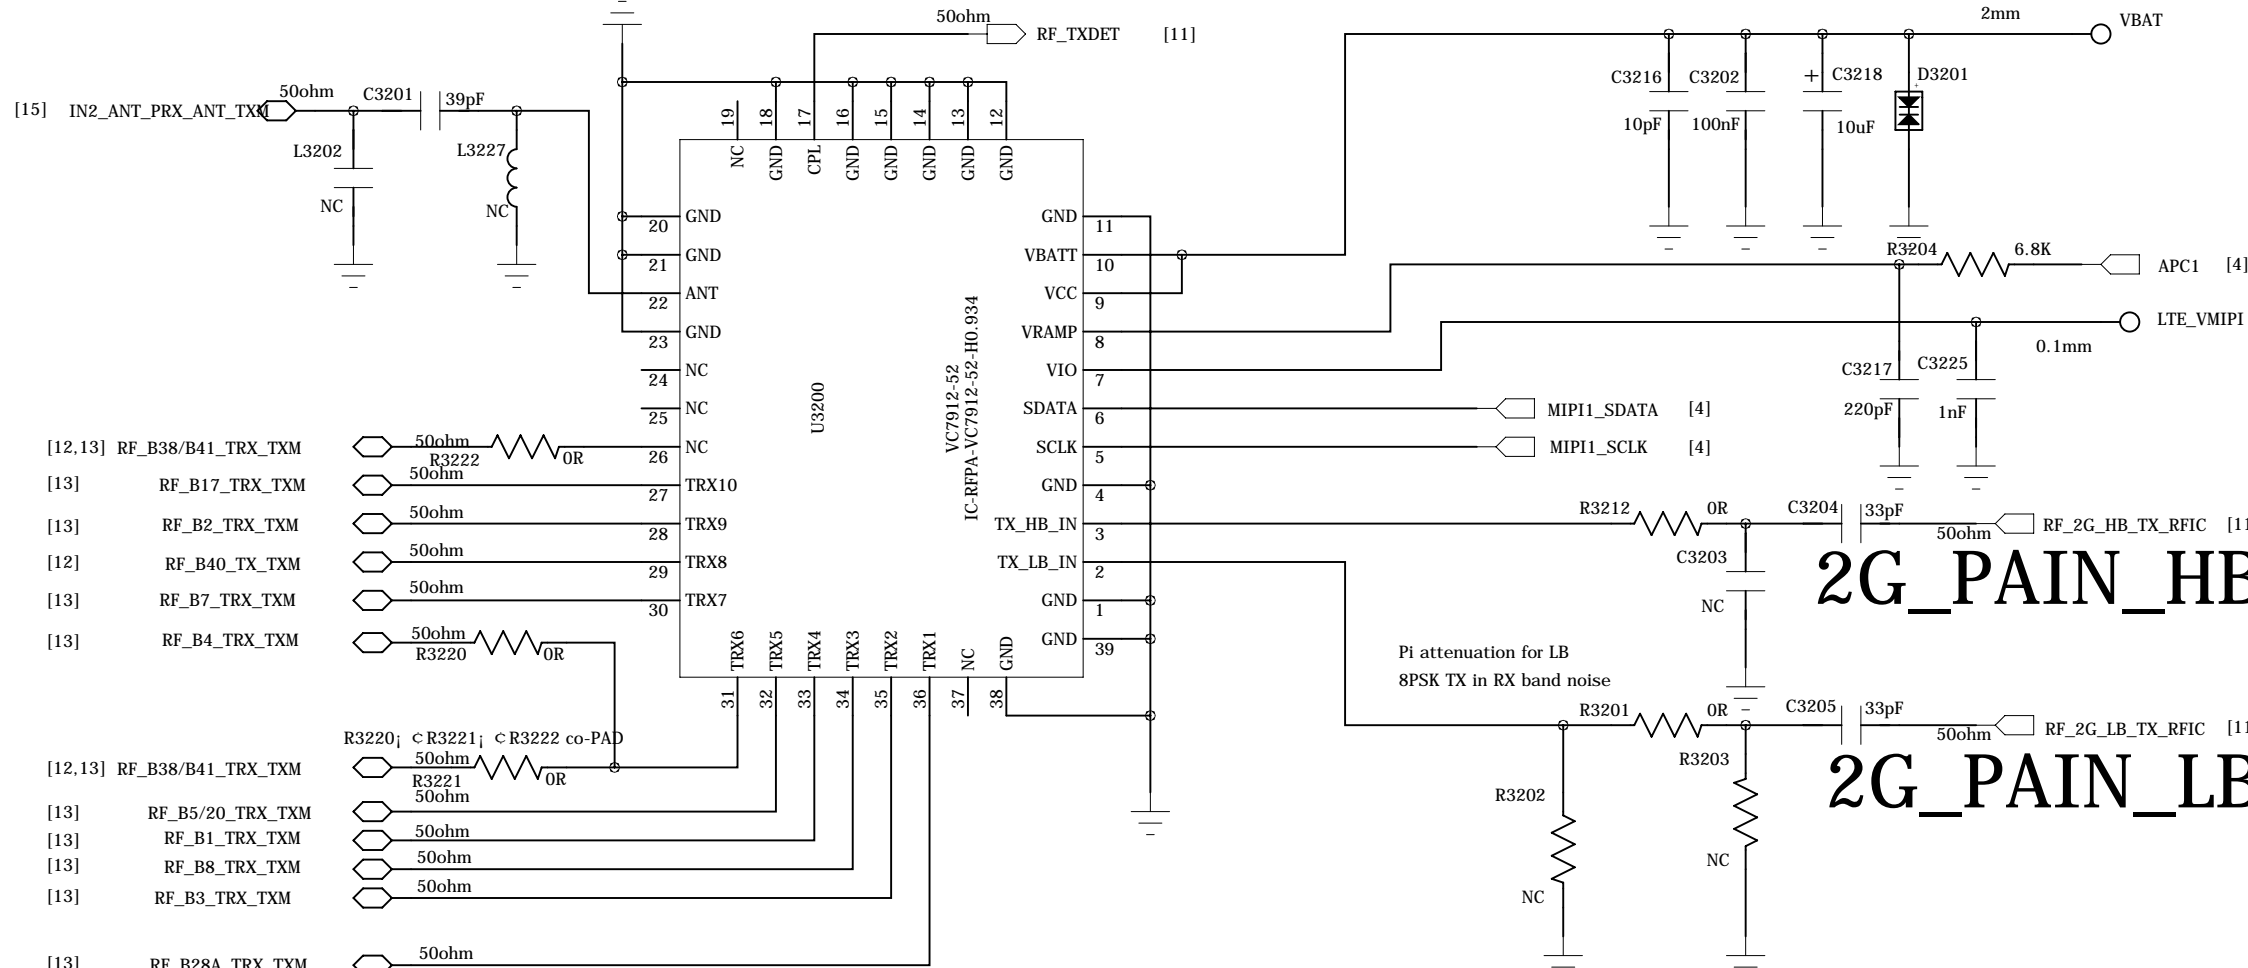 50ohm RF_TXDET [11]
2mm VBAT
[15] IN2_ANT_PRX_ANT_TXM 50ohm C3201 39pF
L3202 NC
L3227 NC
C3216 10pF
C3202 100nF
+ C3218 10uF
D3201
19 18 17 16 15 14 13 12
NC GND CPL GND GND GND GND GND
20 GND
21 GND
22 ANT
23 GND
24 NC
25 NC
26 NC
27 TRX10
28 TRX9
29 TRX8
30 TRX7
U3200
VC7912-52
IC-RFPA-VC7912-52-H0.934
GND 11
VBATT 10
VCC 9
VRAMP 8
VIO 7
SDATA 6
SCLK 5
GND 4
TX_HB_IN 3
TX_LB_IN 2
GND 1
GND 39
TRX6 TRX5 TRX4 TRX3 TRX2 TRX1 NC GND
31 32 33 34 35 36 37 38
R3204 6.8K APC1 [4]
LTE_VMIPI
0.1mm
C3217 220pF
C3225 1nF
MIPI1_SDATA [4]
MIPI1_SCLK [4]
R3212 0R C3204 33pF 50ohm RF_2G_HB_TX_RFIC [11
C3203 NC
2G_PAIN_HB
Pi attenuation for LB
8PSK TX in RX band noise
R3201 0R C3205 33pF 50ohm RF_2G_LB_TX_RFIC [11
R3203 NC
R3202 NC
2G_PAIN_LB
[12,13] RF_B38/B41_TRX_TXM 50ohm R3222 0R
[13] RF_B17_TRX_TXM 50ohm
[13] RF_B2_TRX_TXM 50ohm
[12] RF_B40_TX_TXM 50ohm
[13] RF_B7_TRX_TXM 50ohm
[13] RF_B4_TRX_TXM 50ohm R3220 0R
R3220¡ ¢R3221¡ ¢R3222 co-PAD
[12,13] RF_B38/B41_TRX_TXM 50ohm R3221 0R
[13] RF_B5/20_TRX_TXM 50ohm
[13] RF_B1_TRX_TXM 50ohm
[13] RF_B8_TRX_TXM 50ohm
[13] RF_B3_TRX_TXM 50ohm
[13] RF_B28A_TRX_TXM 50ohm